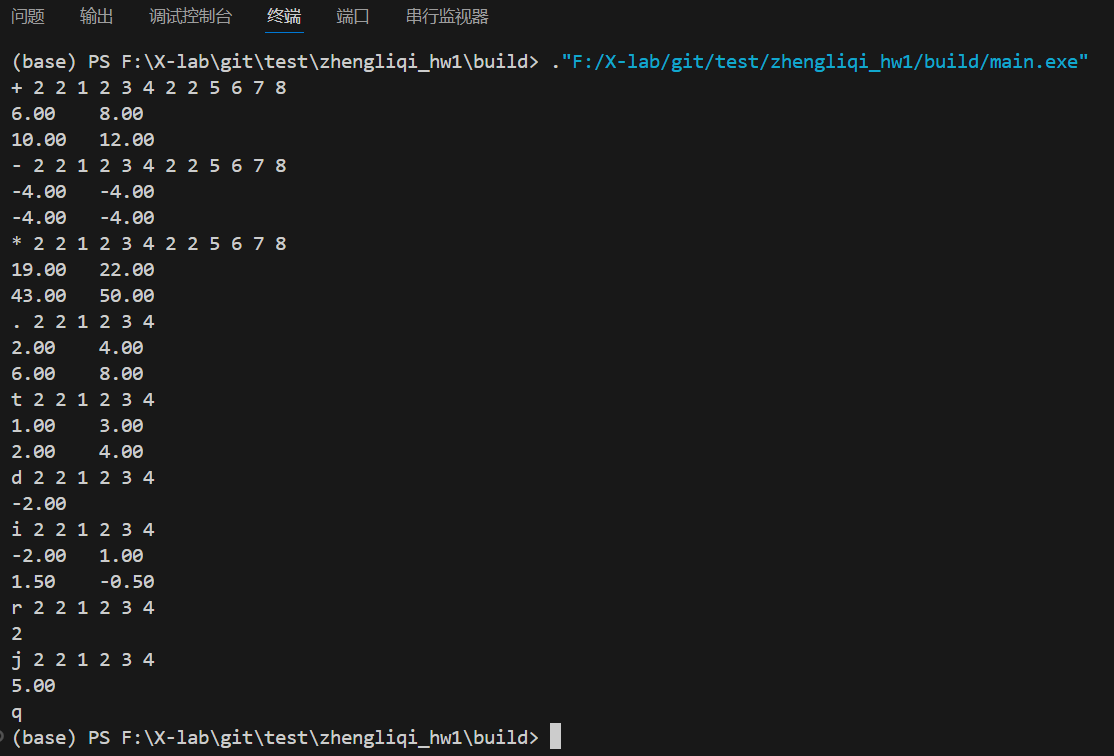 问题 输出 调试控制台 终端 端口 串行监视器
(base) PS F:\X-lab\git\test\zhengliqi_hw1\build> ."F:/X-lab/git/test/zhengliqi_hw1/build/main.exe"
+ 2 2 1 2 3 4 2 2 5 6 7 8
6.00    8.00
10.00   12.00
- 2 2 1 2 3 4 2 2 5 6 7 8
-4.00   -4.00
-4.00   -4.00
* 2 2 1 2 3 4 2 2 5 6 7 8
19.00   22.00
43.00   50.00
. 2 2 1 2 3 4
2.00    4.00
6.00    8.00
t 2 2 1 2 3 4
1.00    3.00
2.00    4.00
d 2 2 1 2 3 4
-2.00
i 2 2 1 2 3 4
-2.00   1.00
1.50    -0.50
r 2 2 1 2 3 4
2
j 2 2 1 2 3 4
5.00
q
(base) PS F:\X-lab\git\test\zhengliqi_hw1\build>